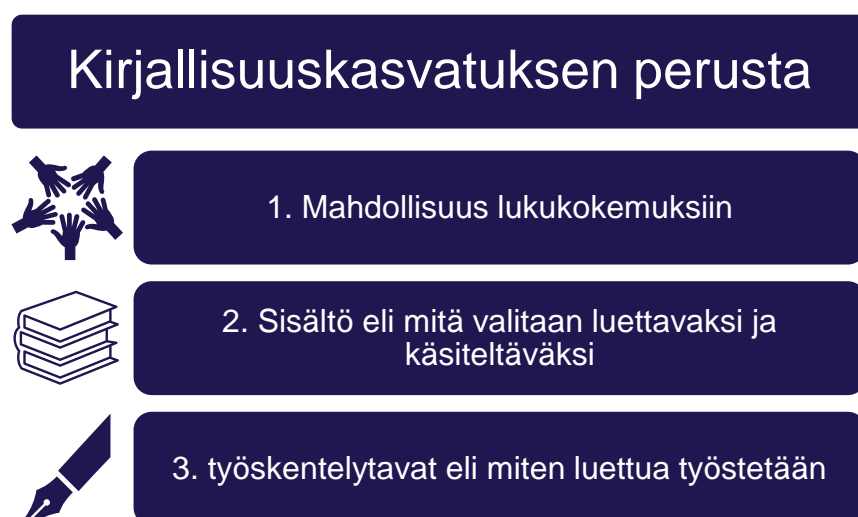 Kirjallisuuskasvatuksen perusta
1. Mahdollisuus lukukokemuksiin
2. Sisältö eli mitä valitaan luettavaksi ja
käsiteltäväksi
3. työskentelytavat eli miten luettua työstetään